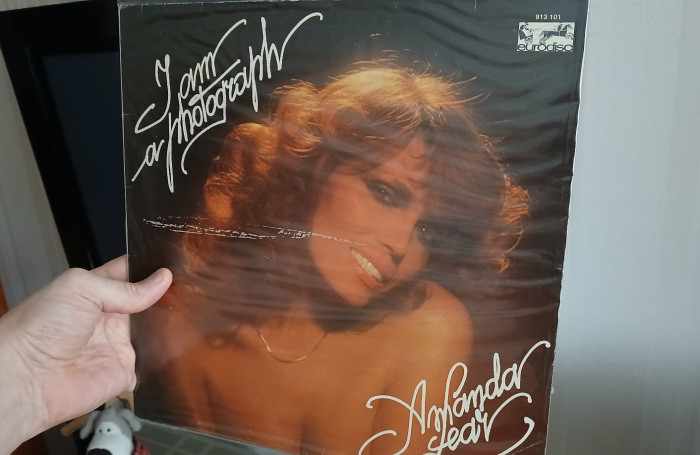 913 101
eurodisc
I am
a photograph
Amanda
Lear